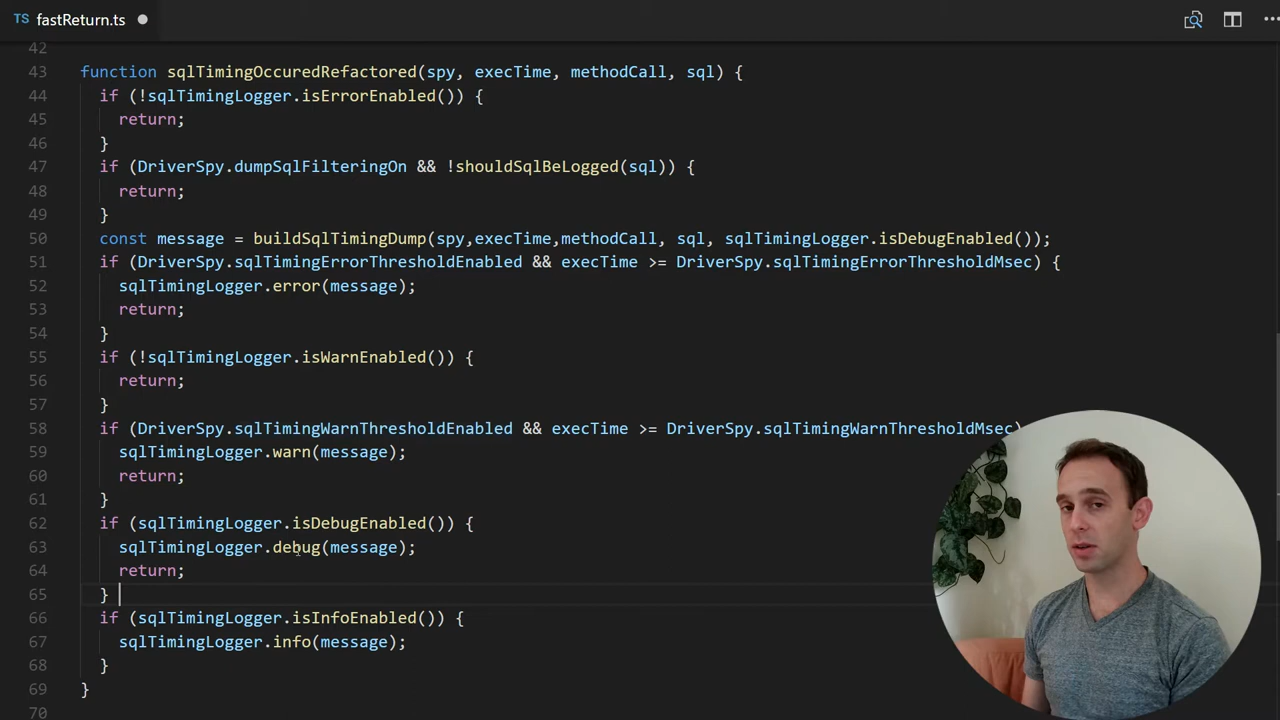 TS fastReturn.ts
42
43 function sqlTimingOccuredRefactored(spy, execTime, methodCall, sql) {
44 if (!sqlTimingLogger.isErrorEnabled()) {
45 return;
46 }
47 if (DriverSpy.dumpSqlFilteringOn && !shouldSqlBeLogged(sql)) {
48 return;
49 }
50 const message = buildSqlTimingDump(spy,execTime,methodCall, sql, sqlTimingLogger.isDebugEnabled());
51 if (DriverSpy.sqlTimingErrorThresholdEnabled && execTime >= DriverSpy.sqlTimingErrorThresholdMsec) {
52 sqlTimingLogger.error(message);
53 return;
54 }
55 if (!sqlTimingLogger.isWarnEnabled()) {
56 return;
57 }
58 if (DriverSpy.sqlTimingWarnThresholdEnabled && execTime >= DriverSpy.sqlTimingWarnThresholdMsec)
59 sqlTimingLogger.warn(message);
60 return;
61 }
62 if (sqlTimingLogger.isDebugEnabled()) {
63 sqlTimingLogger.debug(message);
64 return;
65 }
66 if (sqlTimingLogger.isInfoEnabled()) {
67 sqlTimingLogger.info(message);
68 }
69 }
70